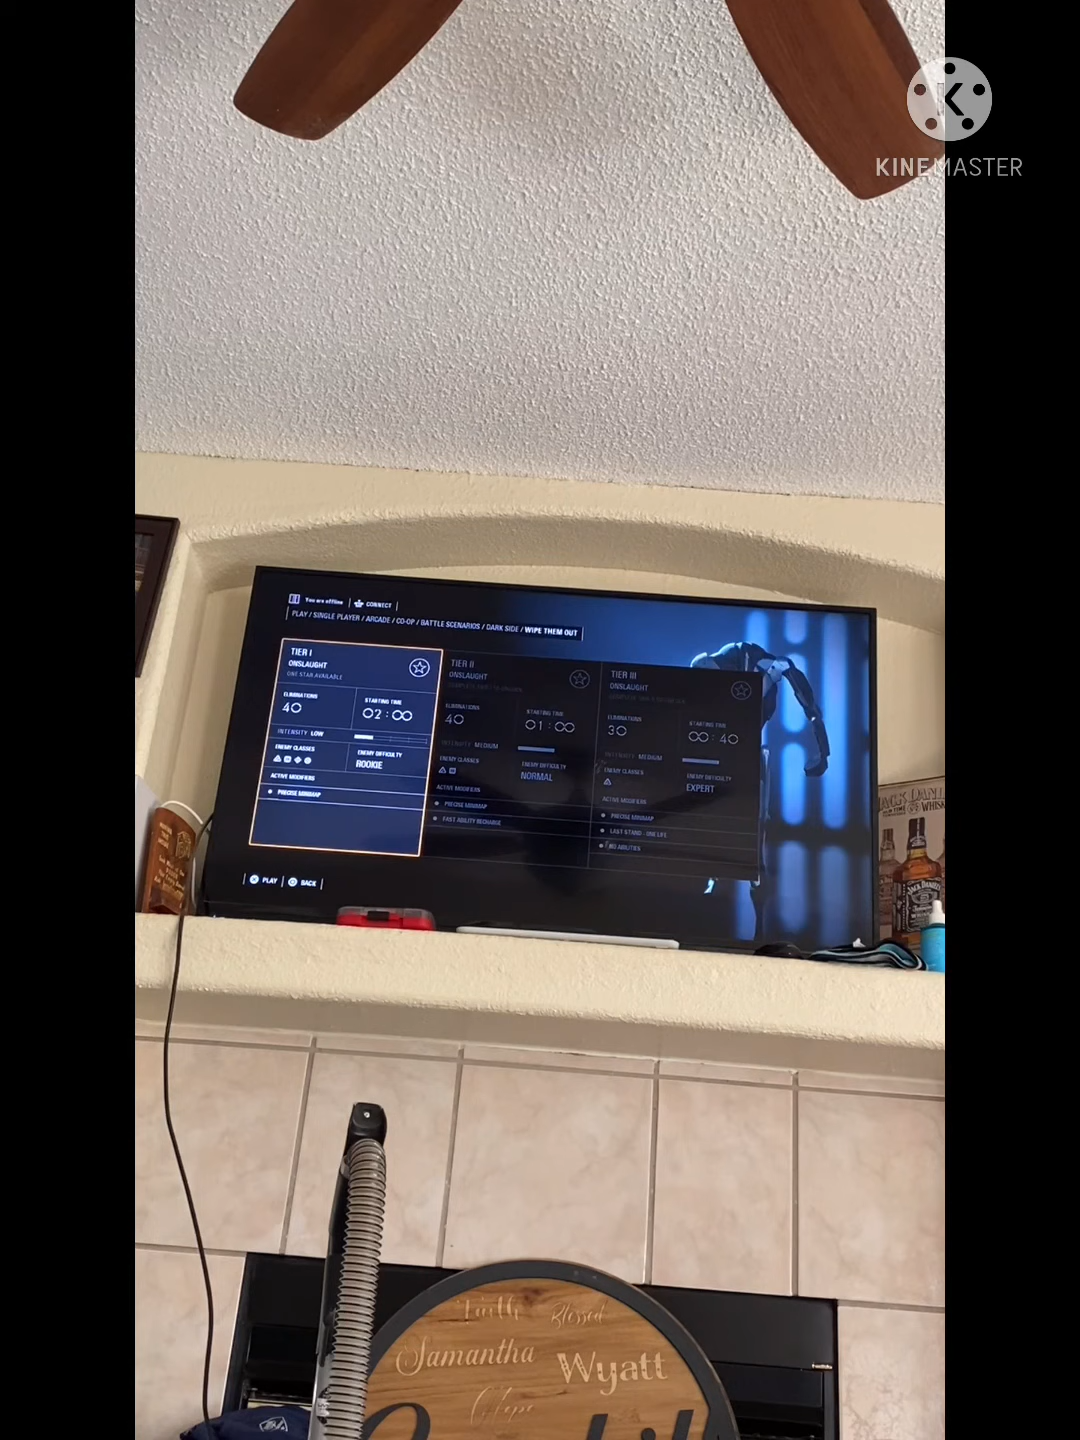 KINEMASTER
You are offline
CONNECT
PLAY / SINGLE PLAYER / ARCADE / CO-OP / BATTLE SCENARIOS / DARK SIDE / WIPE THEM OUT
TIER I
ONSLAUGHT
ONE STAR AVAILABLE
ELIMINATIONS
40
STARTING TIME
02:00
INTENSITY LOW
ENEMY CLASSES
ENEMY DIFFICULTY
ROOKIE
ACTIVE MODIFIERS
PRECISE MINIMAP
TIER II
ONSLAUGHT
ELIMINATIONS
40
STARTING TIME
01:00
INTENSITY MEDIUM
ENEMY CLASSES
ENEMY DIFFICULTY
NORMAL
ACTIVE MODIFIERS
PRECISE MINIMAP
FAST ABILITY RECHARGE
TIER III
ONSLAUGHT
ELIMINATIONS
30
STARTING TIME
00:40
INTENSITY MEDIUM
ENEMY CLASSES
ENEMY DIFFICULTY
EXPERT
ACTIVE MODIFIERS
PRECISE MINIMAP
LAST STAND - ONE LIFE
NO ABILITIES
PLAY
BACK
JACK DANIEL
WHISK
Faith
Blessed
Samantha
Wyatt
Hope